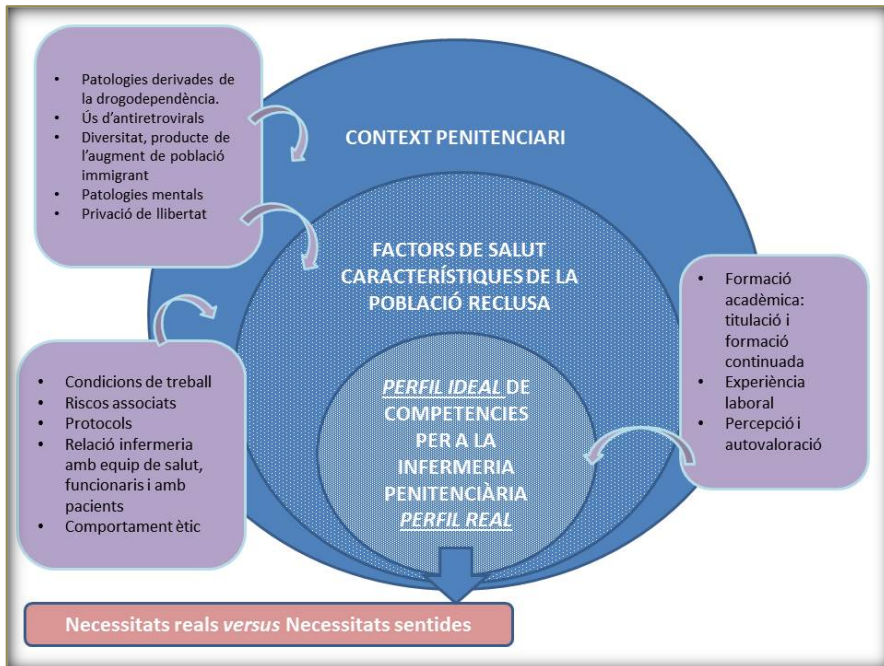 • Patologies derivades de
la drogodependència.
• Ús d'antiretrovirals
• Diversitat, producte de
l'augment de població
immigrant
• Patologies mentals
• Privació de llibertat
CONTEXT PENITENCIARI
FACTORS DE SALUT
CARACTERÍSTIQUES DE LA
POBLACIÓ RECLUSA
• Formació
acadèmica:
titulació i
formació
continuada
• Experiència
laboral
• Percepció i
autovaloració
• Condicions de treball
• Riscos associats
• Protocols
• Relació infermeria
amb equip de salut,
funcionaris i amb
pacients
• Comportament ètic
PERFIL IDEAL DE
COMPETENCIES
PER A LA
INFERMERIA
PENITENCIÀRIA
PERFIL REAL
Necessitats reals versus Necessitats sentides